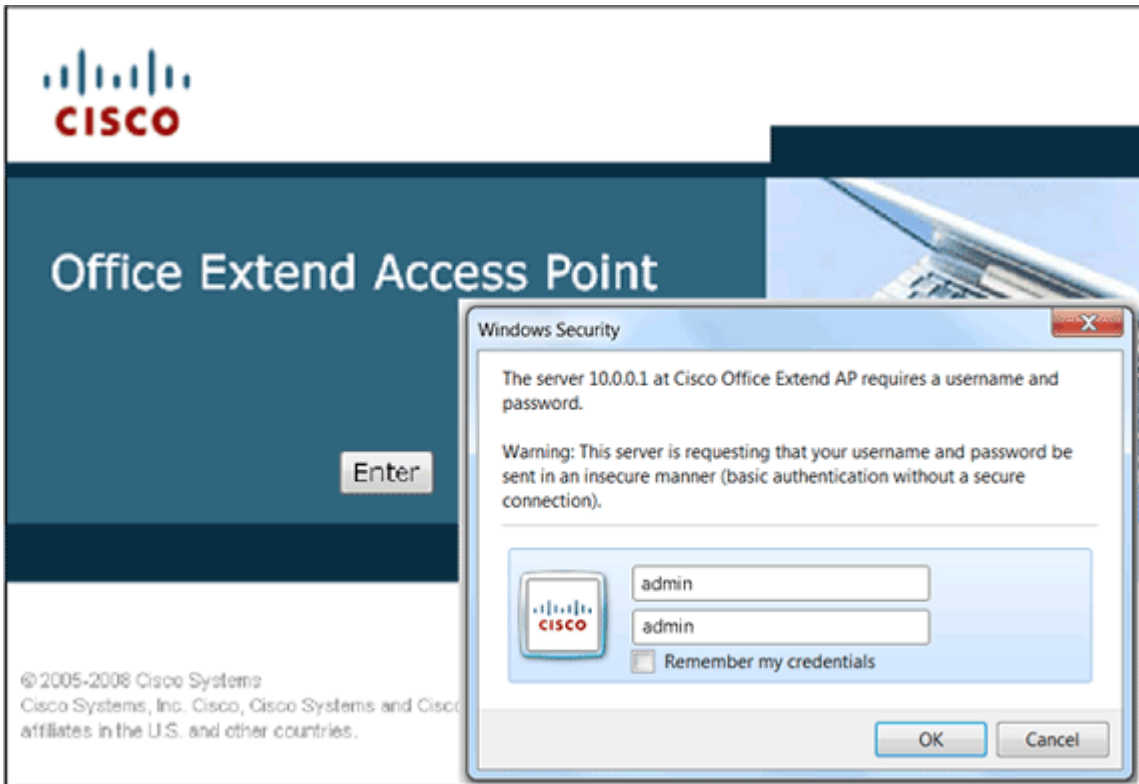 CISCO
Office Extend Access Point
Enter
Windows Security
The server 10.0.0.1 at Cisco Office Extend AP requires a username and
password.
Warning: This server is requesting that your username and password be
sent in an insecure manner (basic authentication without a secure
connection).
CISCO
admin
admin
Remember my credentials
OK
Cancel
© 2005-2008 Cisco Systems
Cisco Systems, Inc. Cisco, Cisco Systems and Cisco
affiliates in the U.S. and other countries.